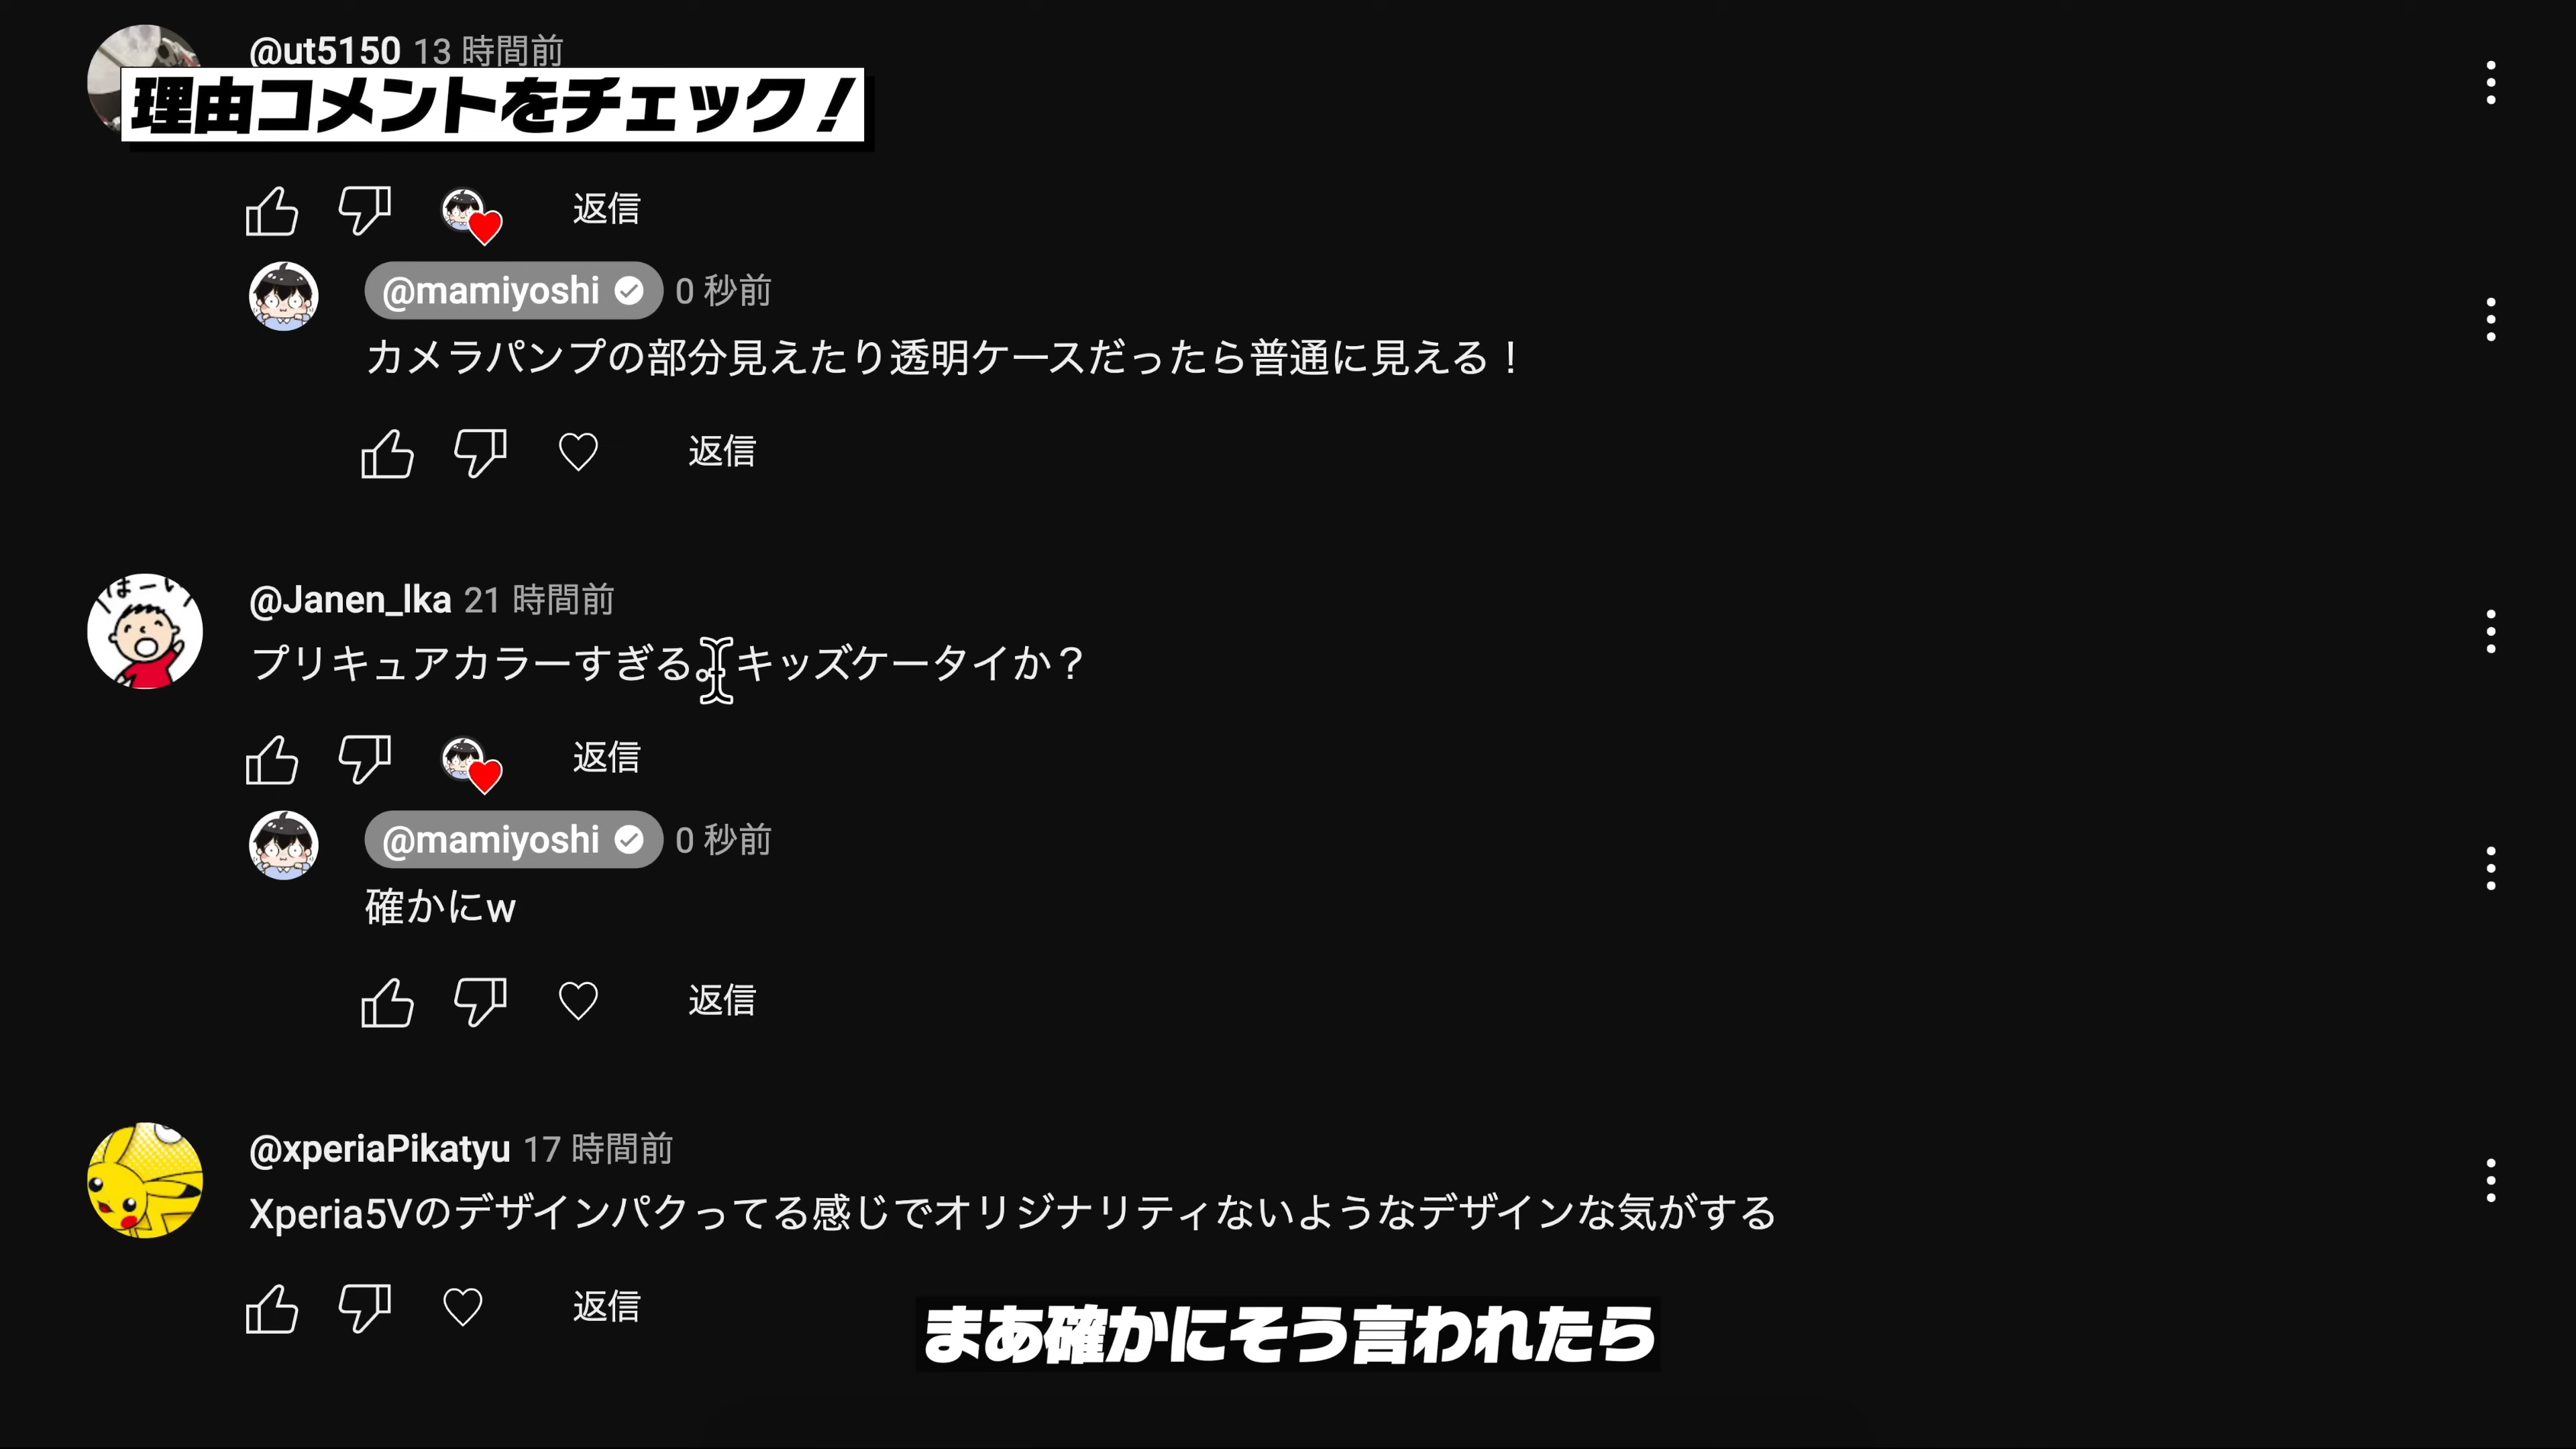 @ut5150 13 時間前
理由コメントをチェック！
返信
@mamiyoshi 0 秒前
カメラパンプの部分見えたり透明ケースだったら普通に見える！
返信
ほーい
@Janen_Ika 21 時間前
プリキュアカラーすぎる。キッズケータイか？
返信
@mamiyoshi 0 秒前
確かにw
返信
@xperiaPikatyu 17 時間前
Xperia5Vのデザインパクってる感じでオリジナリティないようなデザインな気がする
返信
まあ確かにそう言われたら